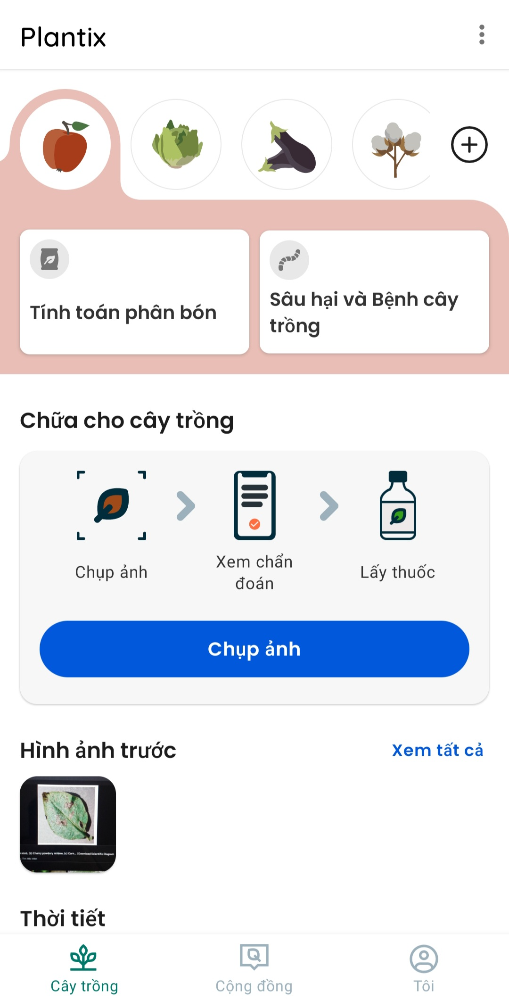 Plantix
Tính toán phân bón
Sâu hại và Bệnh cây
trồng
Chữa cho cây trồng
Chụp ảnh
Xem chẩn
đoán
Lấy thuốc
Chụp ảnh
Hình ảnh trước
Xem tất cả
scab, (b) Cherry powdery mildew, (c) Corn... | Download Scientific Diagram
Thời tiết
Cây trồng
Cộng đồng
Tôi